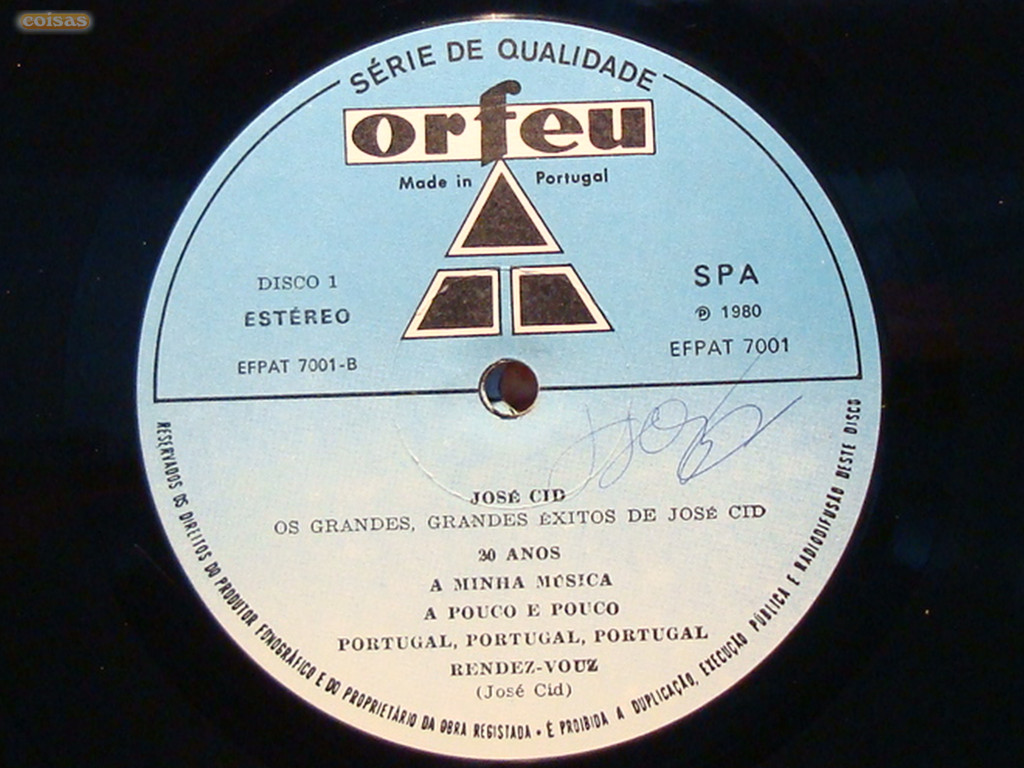 coisas
SÉRIE DE QUALIDADE
orfeu
Made in Portugal
DISCO 1
ESTÉREO
EFPAT 7001-B
SPA
℗ 1980
EFPAT 7001
JOSÉ CID
OS GRANDES, GRANDES ÊXITOS DE JOSÉ CID
20 ANOS
A MINHA MÚSICA
A POUCO E POUCO
PORTUGAL, PORTUGAL, PORTUGAL
RENDEZ-VOUZ
(José Cid)
RESERVADOS OS DIREITOS DO PRODUTOR FONOGRÁFICO E DO PROPRIETÁRIO DA OBRA REGISTADA • É PROIBIDA A DUPLICAÇÃO, EXECUÇÃO PÚBLICA E RADIODIFUSÃO DESTE DISCO